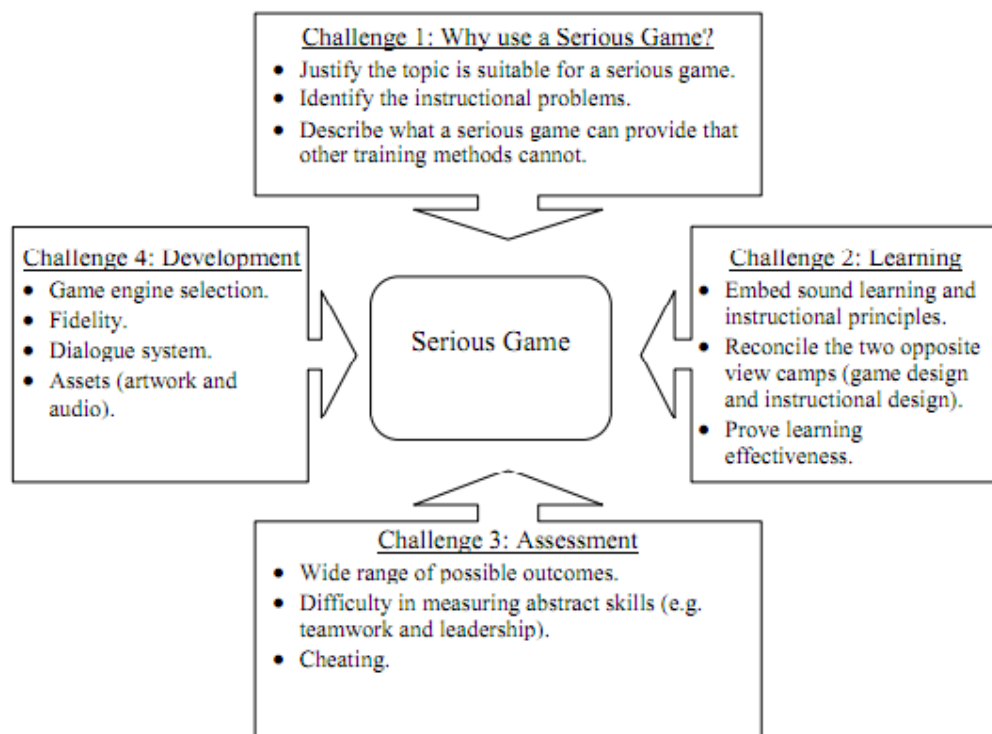 Challenge 1: Why use a Serious Game?
• Justify the topic is suitable for a serious game.
• Identify the instructional problems.
• Describe what a serious game can provide that
other training methods cannot.
Challenge 4: Development
• Game engine selection.
• Fidelity.
• Dialogue system.
• Assets (artwork and
audio).
Serious Game
Challenge 2: Learning
• Embed sound learning and
instructional principles.
• Reconcile the two opposite
view camps (game design
and instructional design).
• Prove learning
effectiveness.
Challenge 3: Assessment
• Wide range of possible outcomes.
• Difficulty in measuring abstract skills (e.g.
teamwork and leadership).
• Cheating.